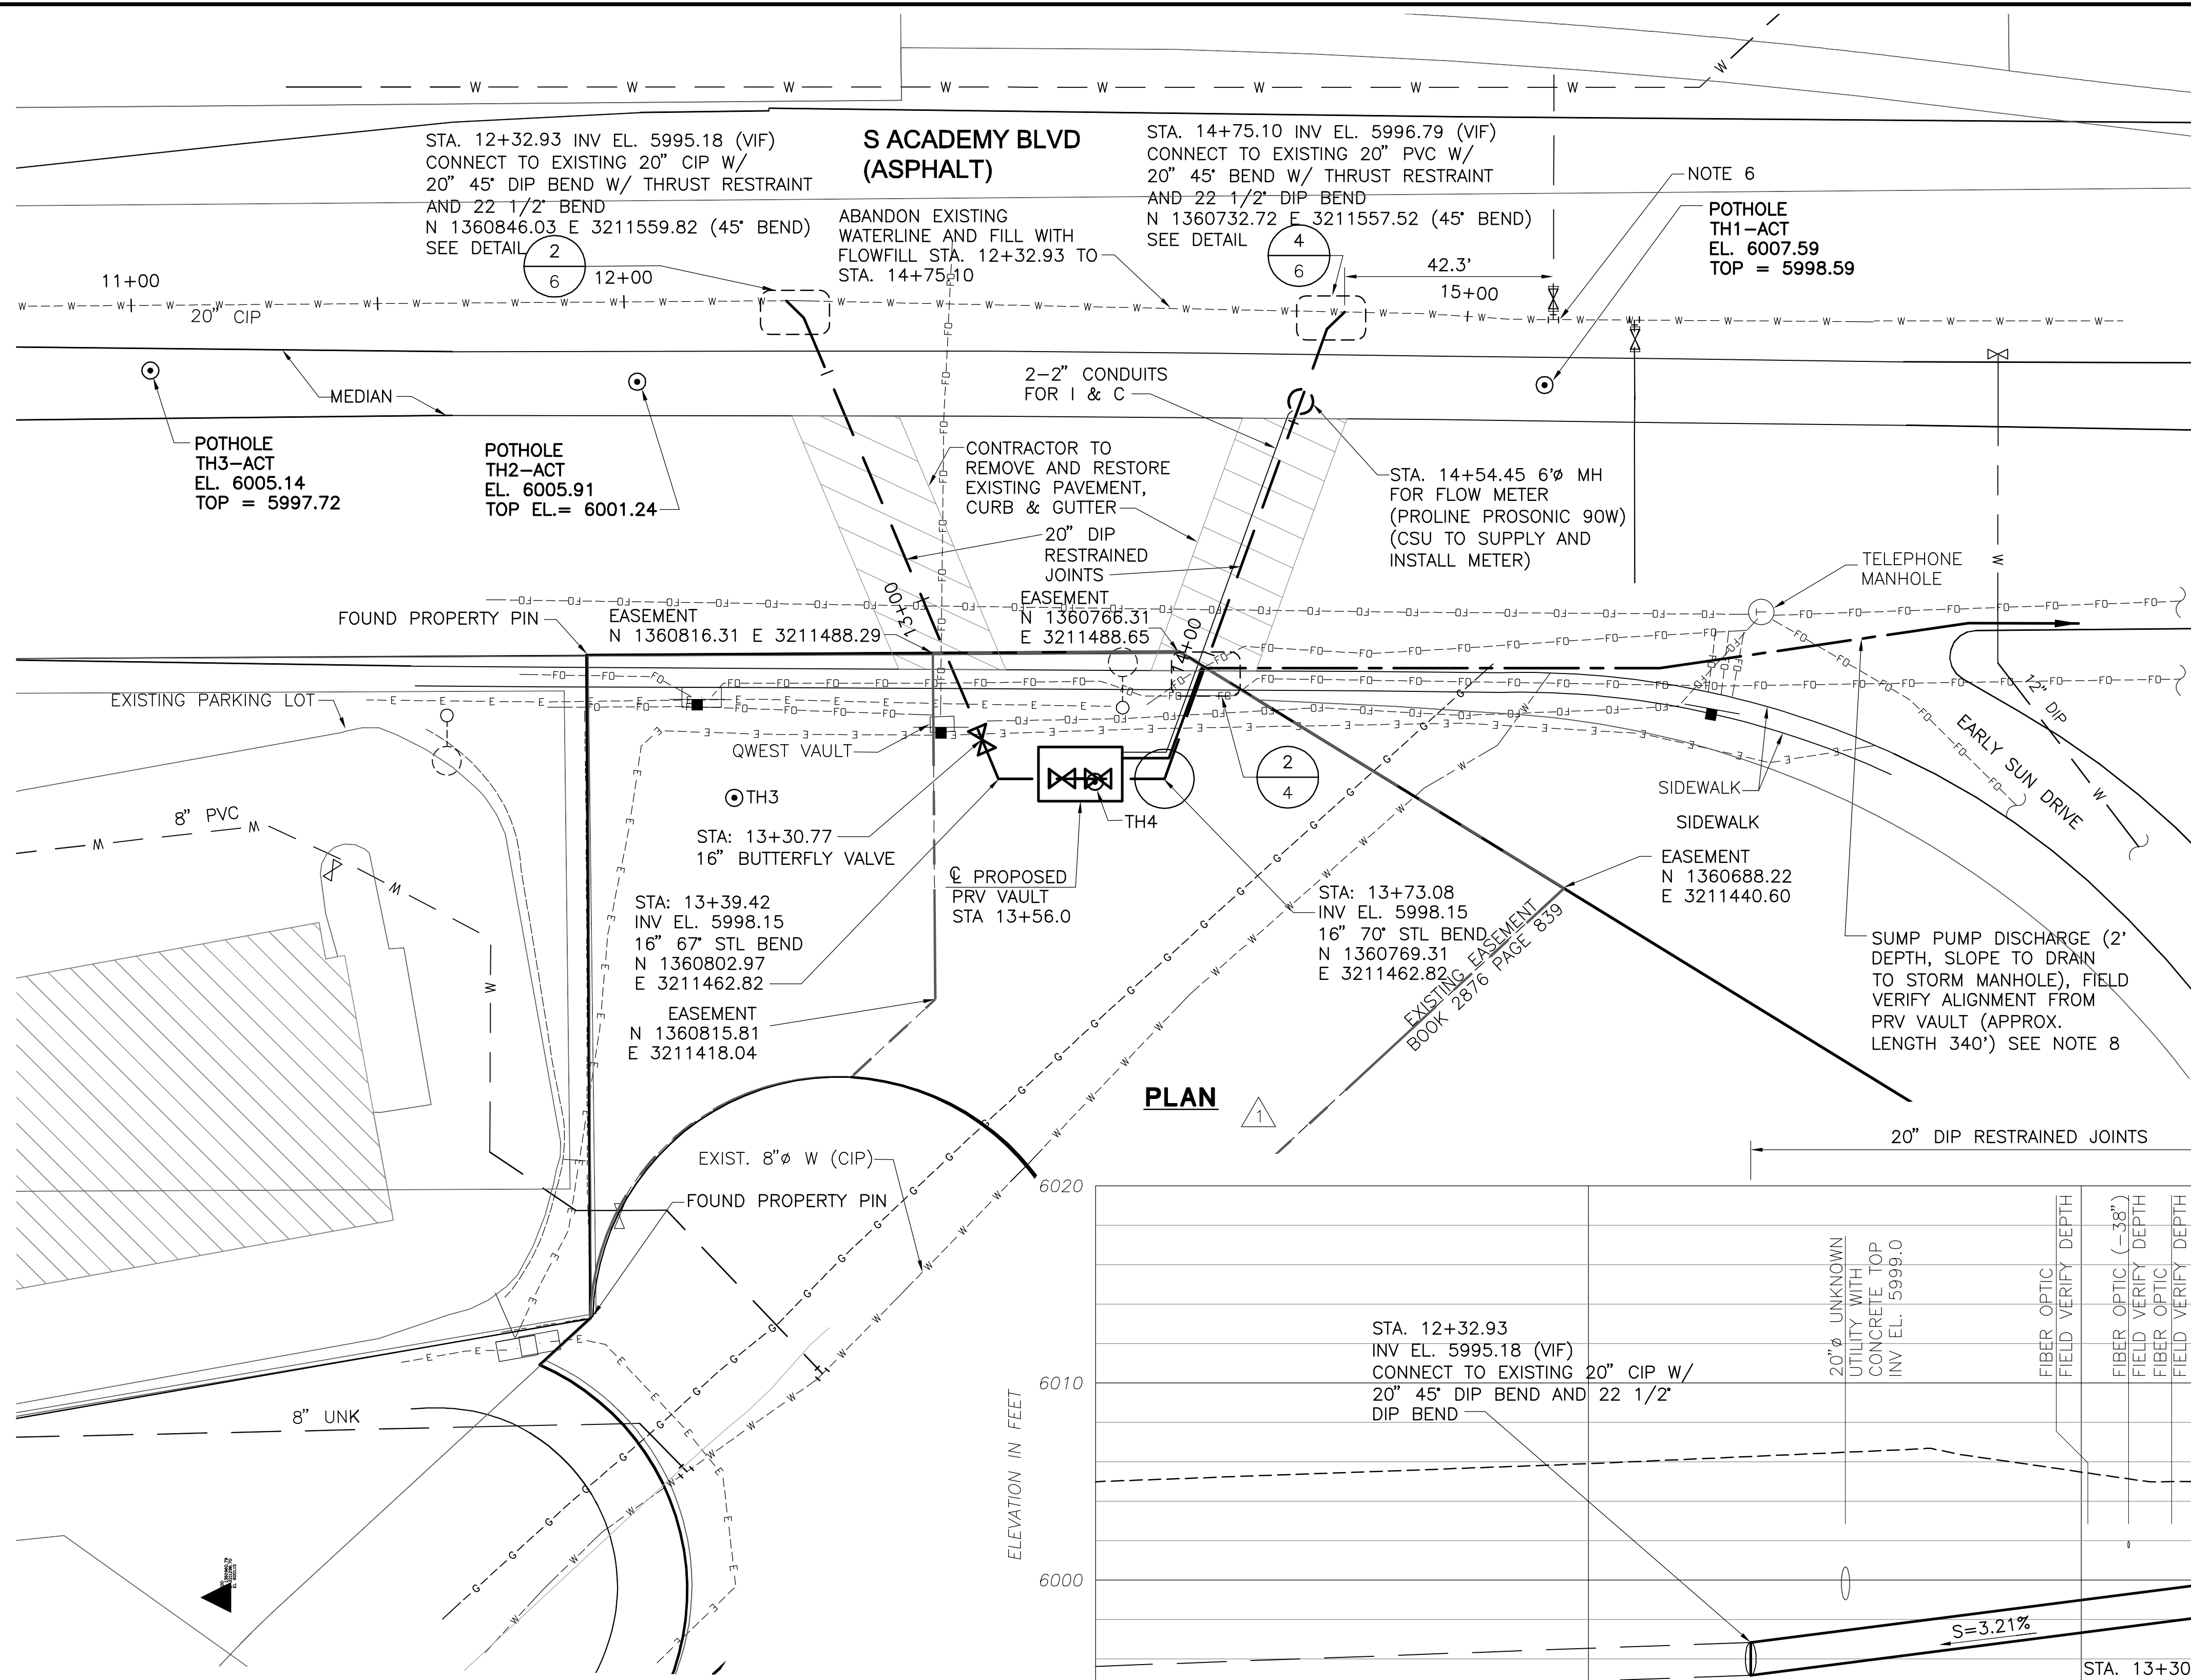 STA. 12+32.93 INV EL. 5995.18 (VIF)
CONNECT TO EXISTING 20" CIP W/
20" 45° DIP BEND W/ THRUST RESTRAINT
AND 22 1/2° BEND
N 1360846.03 E 3211559.82 (45° BEND)
SEE DETAIL
2
6
S ACADEMY BLVD
(ASPHALT)
ABANDON EXISTING
WATERLINE AND FILL WITH
FLOWFILL STA. 12+32.93 TO
STA. 14+75.10
STA. 14+75.10 INV EL. 5996.79 (VIF)
CONNECT TO EXISTING 20" PVC W/
20" 45° BEND W/ THRUST RESTRAINT
AND 22 1/2° DIP BEND
N 1360732.72 E 3211557.52 (45° BEND)
SEE DETAIL
4
6
42.3'
NOTE 6
POTHOLE
TH1-ACT
EL. 6007.59
TOP = 5998.59
11+00
12+00
15+00
20" CIP
MEDIAN
POTHOLE
TH3-ACT
EL. 6005.14
TOP = 5997.72
POTHOLE
TH2-ACT
EL. 6005.91
TOP EL.= 6001.24
2-2" CONDUITS
FOR I & C
CONTRACTOR TO
REMOVE AND RESTORE
EXISTING PAVEMENT,
CURB & GUTTER
20" DIP
RESTRAINED
JOINTS
STA. 14+54.45 6'ø MH
FOR FLOW METER
(PROLINE PROSONIC 90W)
(CSU TO SUPPLY AND
INSTALL METER)
TELEPHONE
MANHOLE
FOUND PROPERTY PIN
EASEMENT
N 1360816.31 E 3211488.29
13+00
EASEMENT
N 1360766.31
E 3211488.65
14+00
EXISTING PARKING LOT
QWEST VAULT
TH3
TH4
2
4
12" DIP
EARLY SUN DRIVE
SIDEWALK
SIDEWALK
8" PVC
STA: 13+30.77
16" BUTTERFLY VALVE
℄ PROPOSED
PRV VAULT
STA 13+56.0
STA: 13+39.42
INV EL. 5998.15
16" 67° STL BEND
N 1360802.97
E 3211462.82
STA: 13+73.08
INV EL. 5998.15
16" 70° STL BEND
N 1360769.31
E 3211462.82
EASEMENT
N 1360688.22
E 3211440.60
EXISTING EASEMENT
BOOK 2876 PAGE 839
SUMP PUMP DISCHARGE (2'
DEPTH, SLOPE TO DRAIN
TO STORM MANHOLE), FIELD
VERIFY ALIGNMENT FROM
PRV VAULT (APPROX.
LENGTH 340') SEE NOTE 8
EASEMENT
N 1360815.81
E 3211418.04
PLAN
1
20" DIP RESTRAINED JOINTS
EXIST. 8"ø W (CIP)
FOUND PROPERTY PIN
8" UNK
ELEVATION IN FEET
6020
6010
6000
STA. 12+32.93
INV EL. 5995.18 (VIF)
CONNECT TO EXISTING 20" CIP W/
20" 45° DIP BEND AND 22 1/2°
DIP BEND
20"ø UNKNOWN
UTILITY WITH
CONCRETE TOP
INV EL. 5999.0
FIBER OPTIC
FIELD VERIFY DEPTH
FIBER OPTIC (-38")
FIELD VERIFY DEPTH
FIBER OPTIC
FIELD VERIFY DEPTH
S=3.21%
STA. 13+30